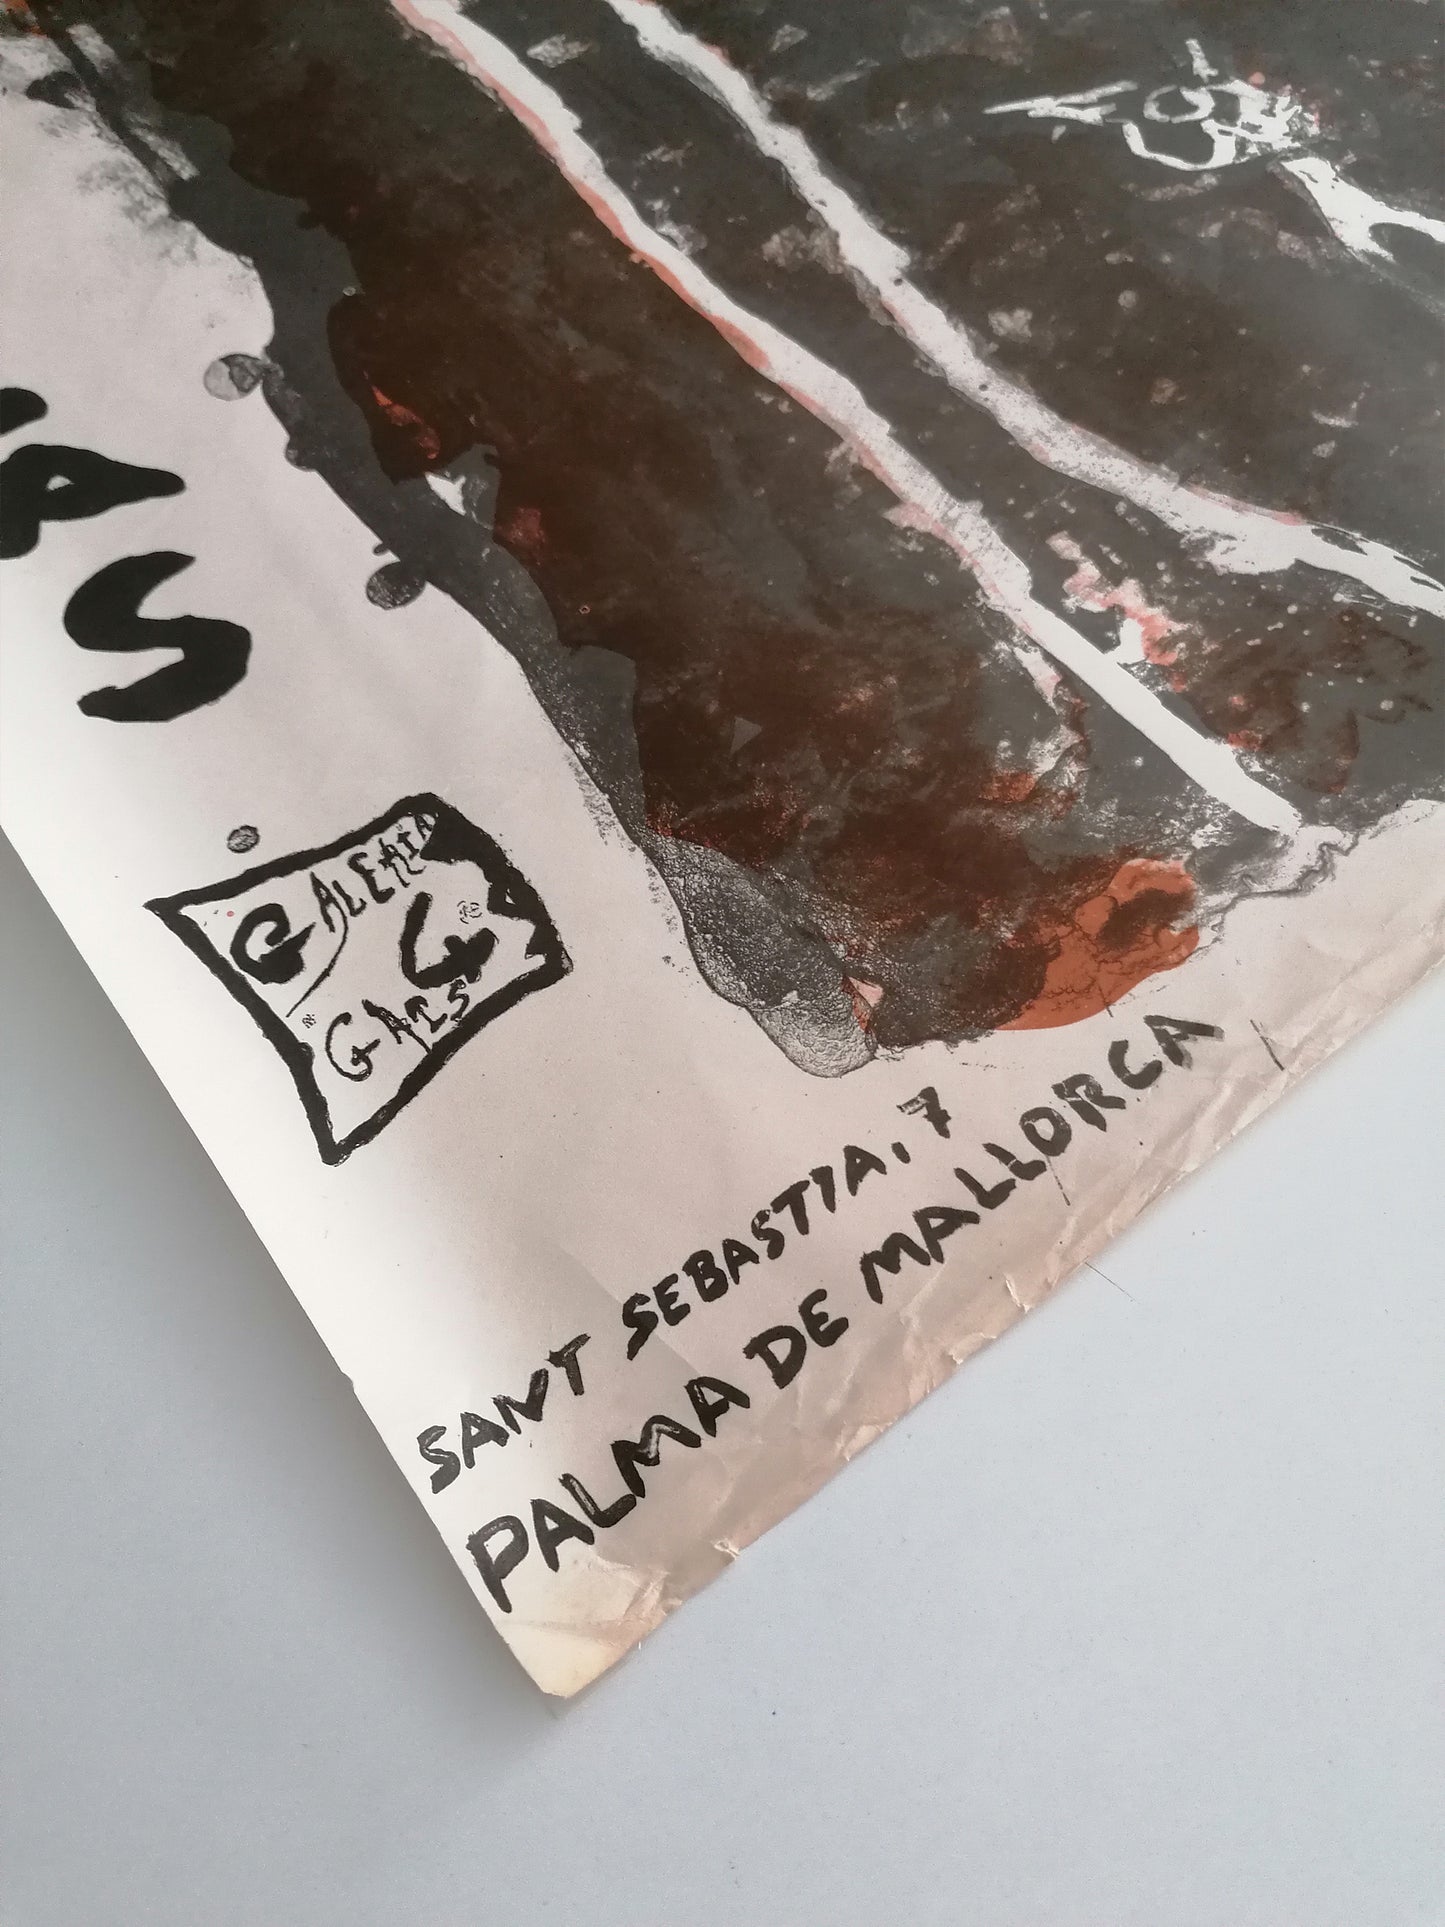 AS
GALERIA
4
GATS
SANT SEBASTIA, 7
PALMA DE MALLORCA